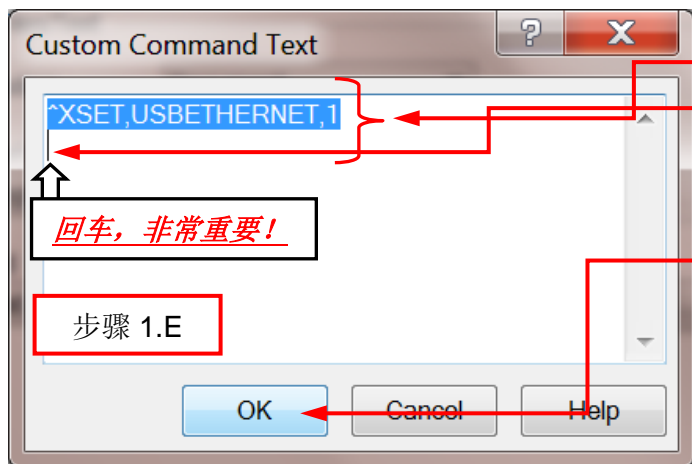 Custom Command Text
^XSET,USBETHERNET,1
回车，非常重要！
步骤 1.E
OK Cancel Help